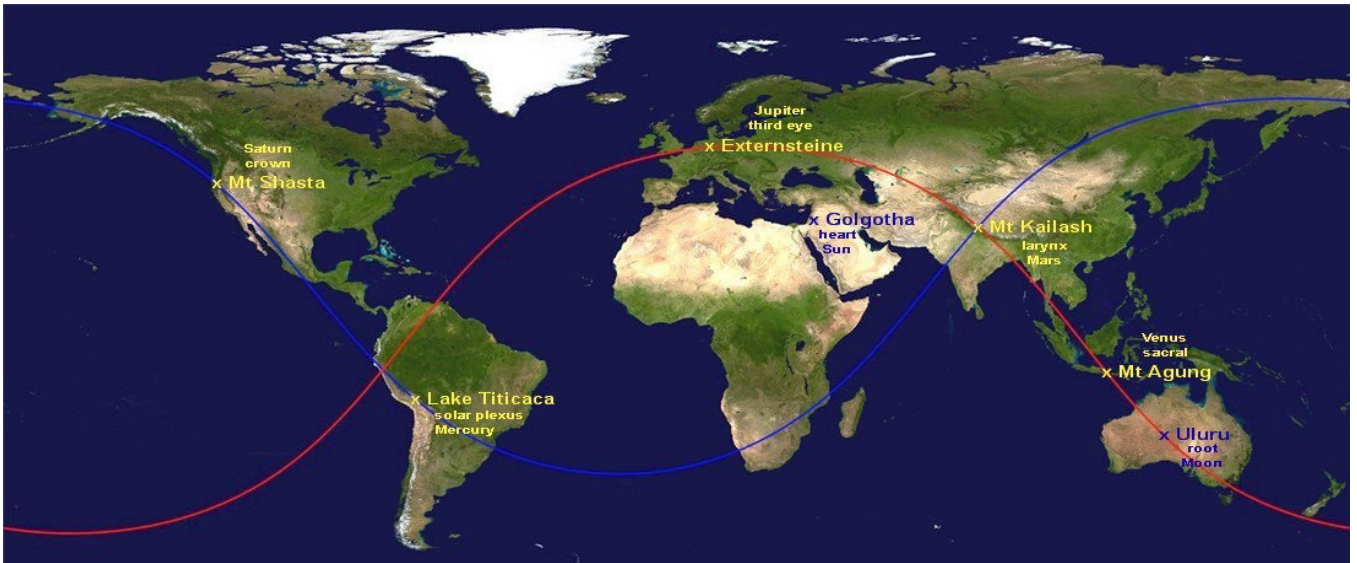 Jupiter
third eye
Externsteine
Saturn
crown
Mt Shasta
Golgotha
heart
Sun
Mt Kailash
larynx
Mars
Venus
sacral
Mt Agung
Lake Titicaca
solar plexus
Mercury
Uluru
root
Moon